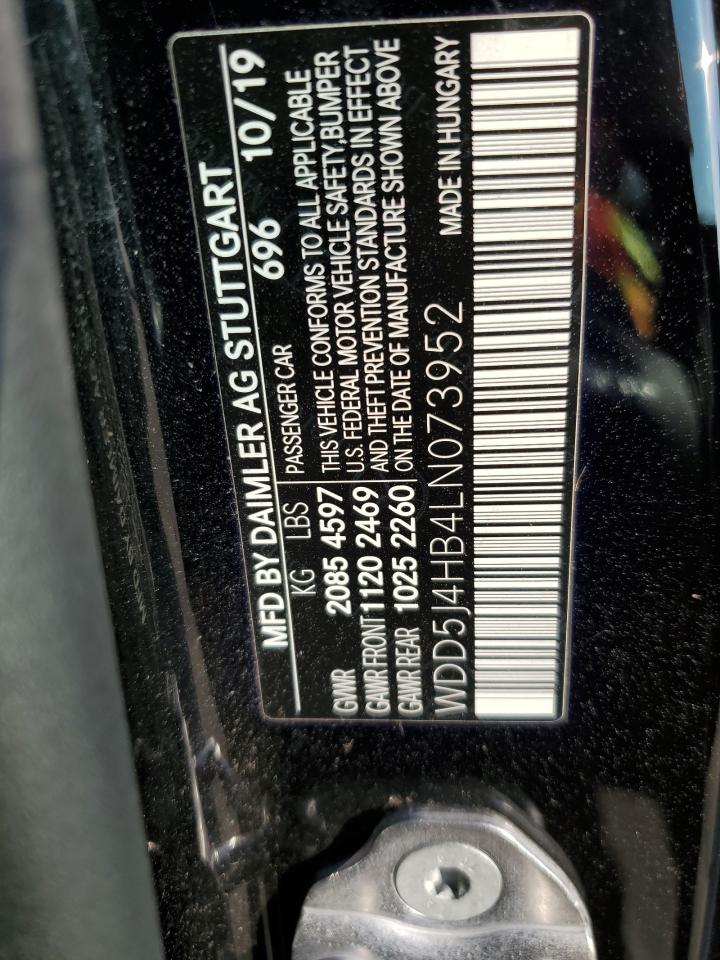 MFD BY DAIMLER AG STUTTGART
KG LBS 696 10/19
GVWR 2085 4597 PASSENGER CAR
GAWR FRONT 1120 2469
GAWR REAR 1025 2260
THIS VEHICLE CONFORMS TO ALL APPLICABLE
U.S. FEDERAL MOTOR VEHICLE SAFETY,BUMPER
AND THEFT PREVENTION STANDARDS IN EFFECT
ON THE DATE OF MANUFACTURE SHOWN ABOVE
WDD5J4HB4LN073952 MADE IN HUNGARY